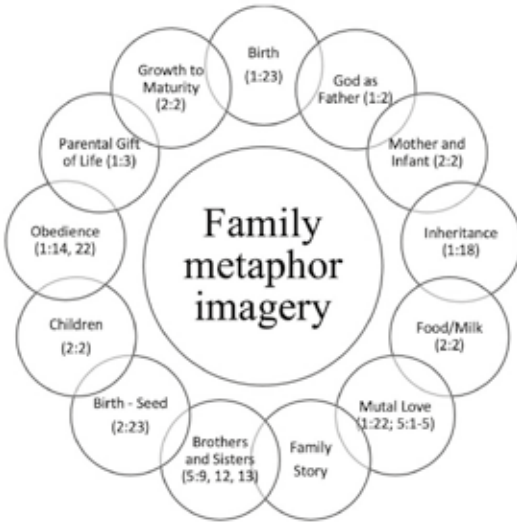 Birth
(1:23)
God as
Father (1:2)
Mother and
Infant (2:2)
Inheritance
(1:18)
Food/Milk
(2:2)
Mutal Love
(1:22; 5:1-5)
Family
Story
Brothers
and Sisters
(5:9, 12, 13)
Birth - Seed
(2:23)
Children
(2:2)
Obedience
(1:14, 22)
Parental Gift
of Life (1:3)
Growth to
Maturity
(2:2)
Family
metaphor
imagery